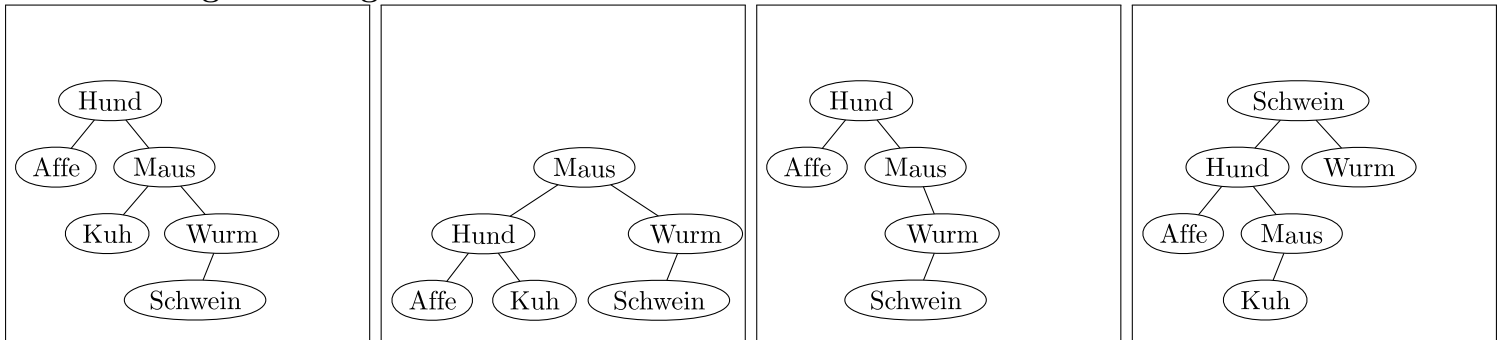 Hund
Affe Maus
Kuh Wurm
Schwein
Maus
Hund Wurm
Affe Kuh Schwein
Hund
Affe Maus
Wurm
Schwein
Schwein
Hund Wurm
Affe Maus
Kuh